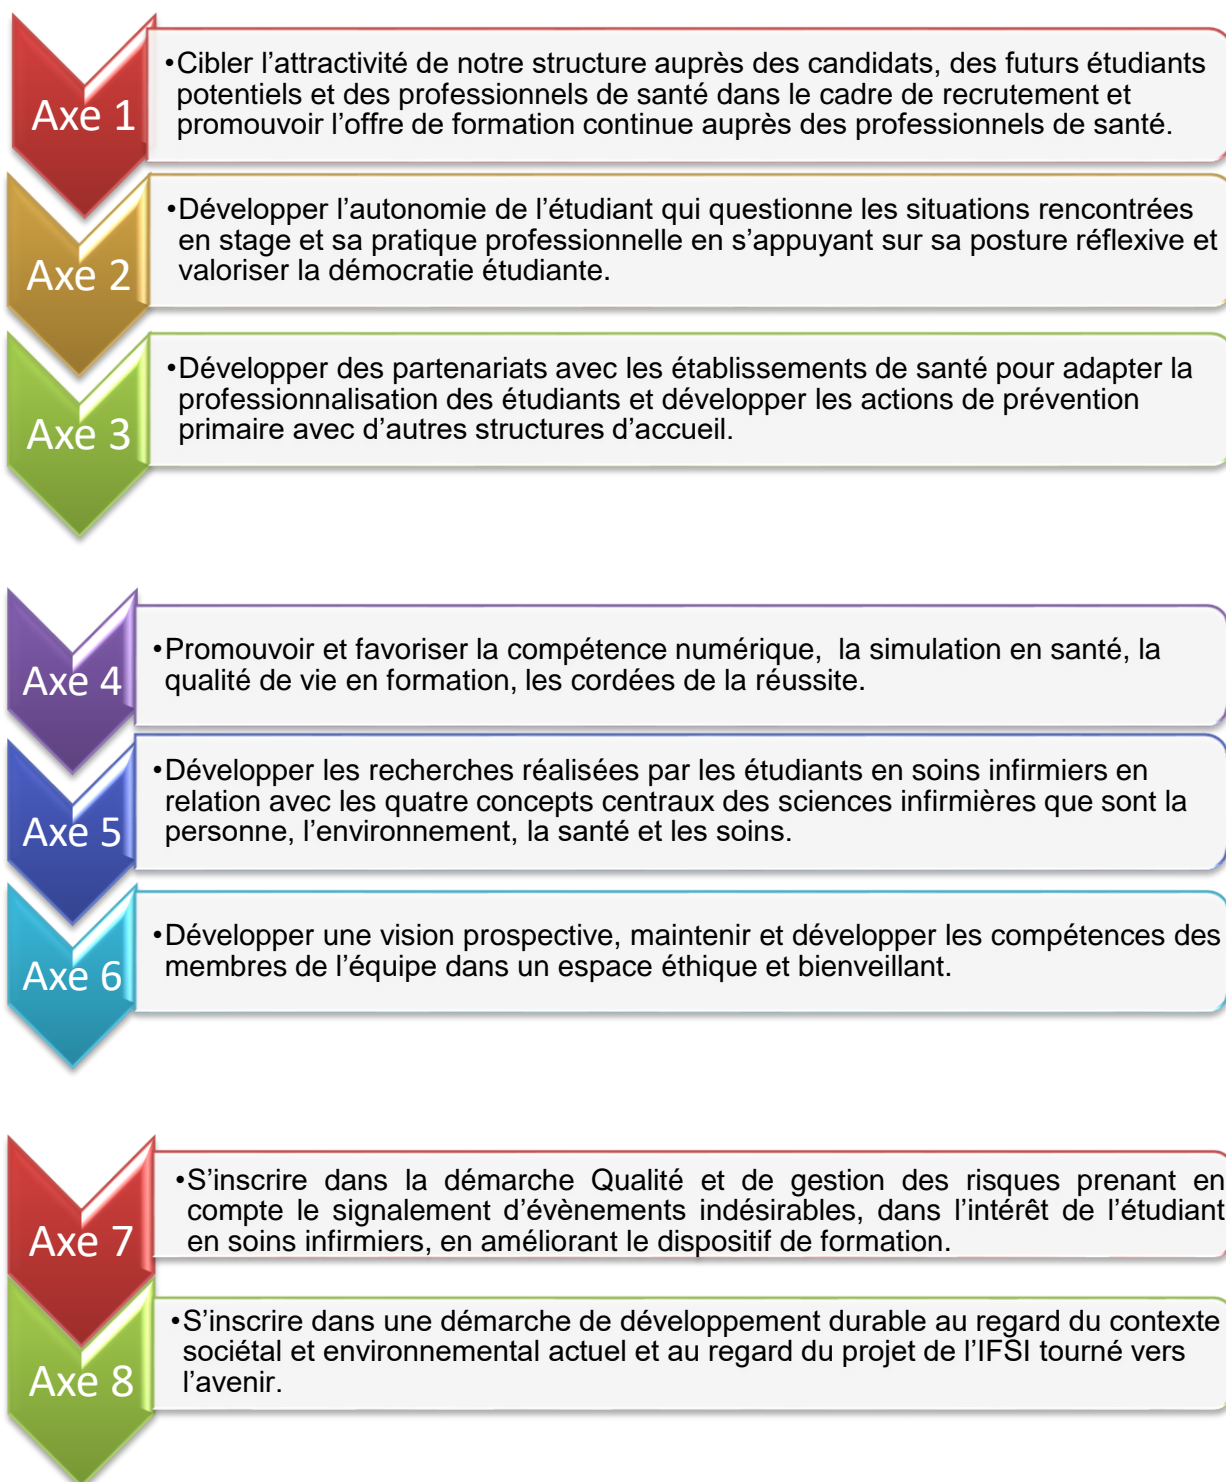 Axe 1
•Cibler l’attractivité de notre structure auprès des candidats, des futurs étudiants
potentiels et des professionnels de santé dans le cadre de recrutement et
promouvoir l’offre de formation continue auprès des professionnels de santé.
Axe 2
•Développer l’autonomie de l’étudiant qui questionne les situations rencontrées
en stage et sa pratique professionnelle en s’appuyant sur sa posture réflexive et
valoriser la démocratie étudiante.
Axe 3
•Développer des partenariats avec les établissements de santé pour adapter la
professionnalisation des étudiants et développer les actions de prévention
primaire avec d’autres structures d’accueil.
Axe 4
•Promouvoir et favoriser la compétence numérique,  la simulation en santé, la
qualité de vie en formation, les cordées de la réussite.
Axe 5
•Développer les recherches réalisées par les étudiants en soins infirmiers en
relation avec les quatre concepts centraux des sciences infirmières que sont la
personne, l’environnement, la santé et les soins.
Axe 6
•Développer une vision prospective, maintenir et développer les compétences des
membres de l’équipe dans un espace éthique et bienveillant.
Axe 7
•S’inscrire dans la démarche Qualité et de gestion des risques prenant en
compte le signalement d’évènements indésirables, dans l’intérêt de l’étudiant
en soins infirmiers, en améliorant le dispositif de formation.
Axe 8
•S’inscrire dans une démarche de développement durable au regard du contexte
sociétal et environnemental actuel et au regard du projet de l’IFSI tourné vers
l’avenir.